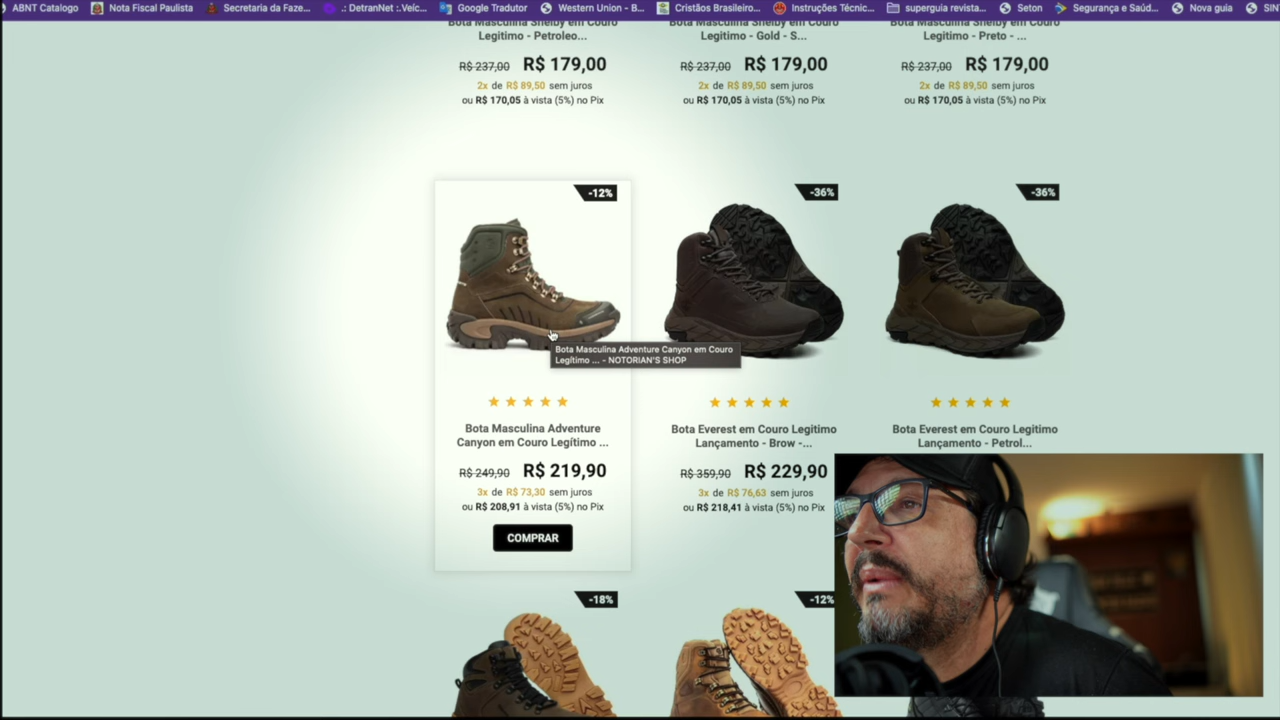 ABNT Catalogo
Nota Fiscal Paulista
Secretaria da Faze...
.: DetranNet :.Veíc...
Google Tradutor
Western Union - B...
Cristãos Brasileiro...
Instruções Técnic...
superguia revista...
Seton
Segurança e Saúd...
Nova guia
SIN
Bota Masculina Shelby em Couro
Legitimo - Petroleo...
R$ 237,00 R$ 179,00
2x de R$ 89,50 sem juros
ou R$ 170,05 à vista (5%) no Pix
Bota Masculina Shelby em Couro
Legitimo - Gold - S...
R$ 237,00 R$ 179,00
2x de R$ 89,50 sem juros
ou R$ 170,05 à vista (5%) no Pix
Bota Masculina Shelby em Couro
Legitimo - Preto - ...
R$ 237,00 R$ 179,00
2x de R$ 89,50 sem juros
ou R$ 170,05 à vista (5%) no Pix
-12%
Bota Masculina Adventure Canyon em Couro
Legítimo ... - NOTORIAN'S SHOP
Bota Masculina Adventure
Canyon em Couro Legítimo ...
R$ 249,90 R$ 219,90
3x de R$ 73,30 sem juros
ou R$ 208,91 à vista (5%) no Pix
COMPRAR
-36%
Bota Everest em Couro Legitimo
Lançamento - Brow -...
R$ 359,90 R$ 229,90
3x de R$ 76,63 sem juros
ou R$ 218,41 à vista (5%) no Pix
-36%
Bota Everest em Couro Legitimo
Lançamento - Petrol...
-18%
-12%